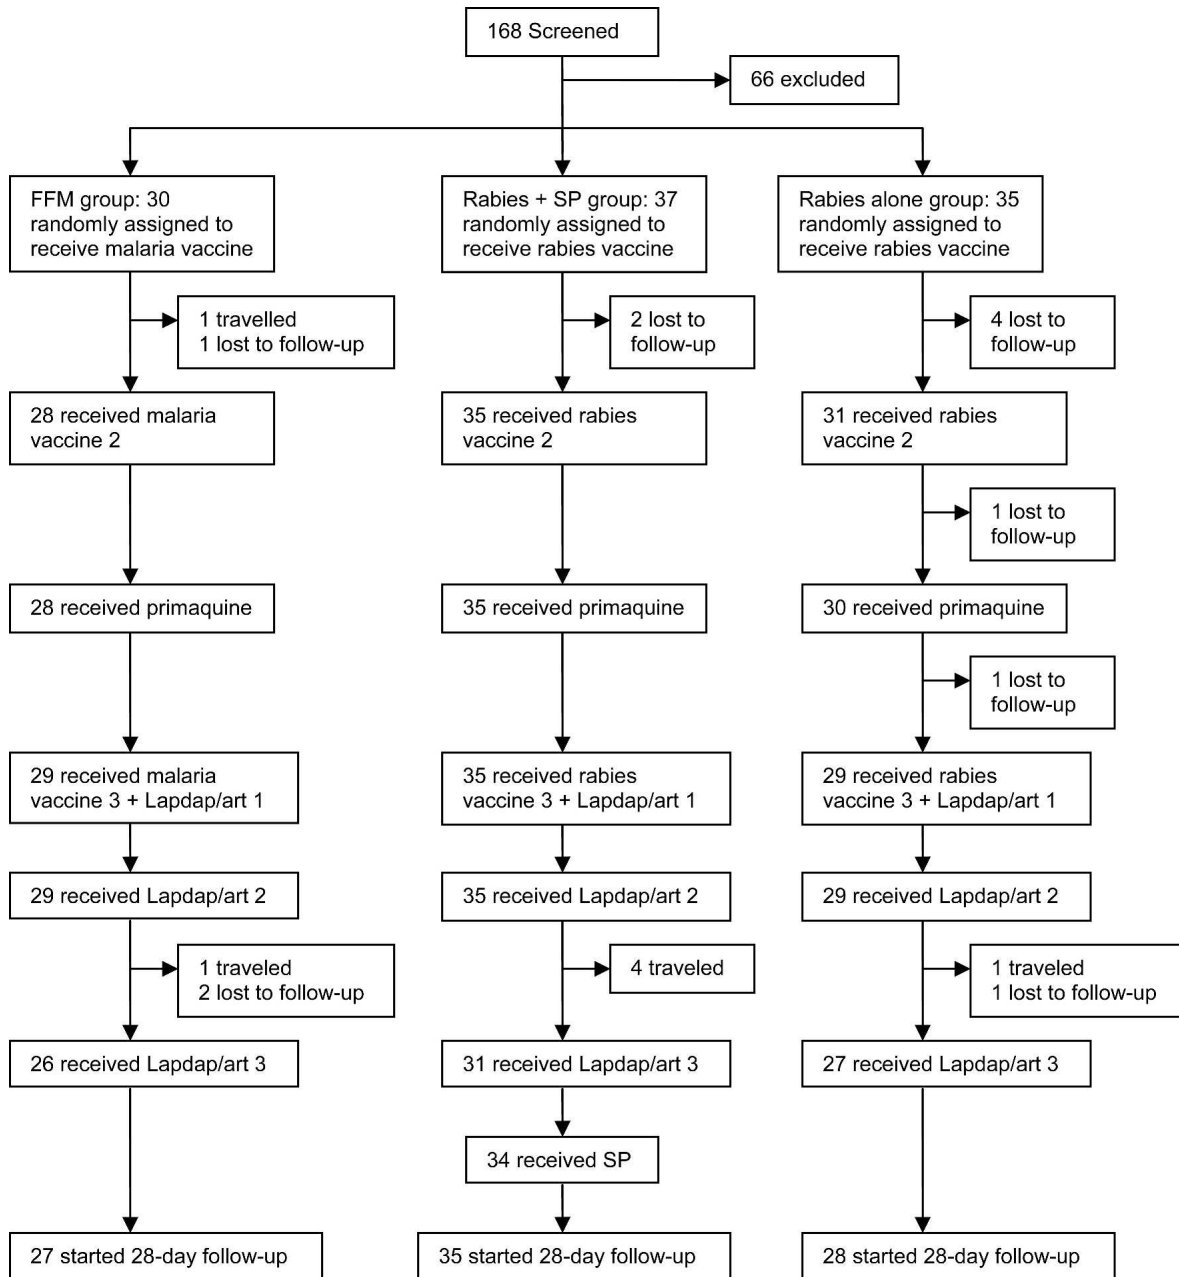 168 Screened
66 excluded
FFM group: 30
randomly assigned to
receive malaria vaccine
Rabies + SP group: 37
randomly assigned to
receive rabies vaccine
Rabies alone group: 35
randomly assigned to
receive rabies vaccine
1 travelled
1 lost to follow-up
2 lost to
follow-up
4 lost to
follow-up
28 received malaria
vaccine 2
35 received rabies
vaccine 2
31 received rabies
vaccine 2
1 lost to
follow-up
28 received primaquine
35 received primaquine
30 received primaquine
1 lost to
follow-up
29 received malaria
vaccine 3 + Lapdap/art 1
35 received rabies
vaccine 3 + Lapdap/art 1
29 received rabies
vaccine 3 + Lapdap/art 1
29 received Lapdap/art 2
35 received Lapdap/art 2
29 received Lapdap/art 2
1 traveled
2 lost to follow-up
4 traveled
1 traveled
1 lost to follow-up
26 received Lapdap/art 3
31 received Lapdap/art 3
27 received Lapdap/art 3
34 received SP
27 started 28-day follow-up
35 started 28-day follow-up
28 started 28-day follow-up